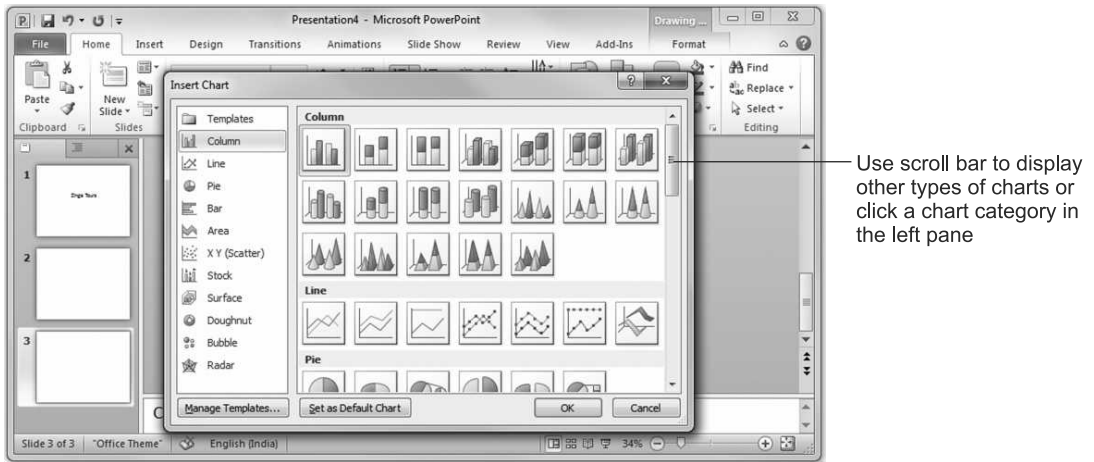 Presentation4 - Microsoft PowerPoint
Drawing ...
File Home Insert Design Transitions Animations Slide Show Review View Add-Ins Format
Paste
New
Slide
Find
Replace
Select
Clipboard
Slides
Editing
Insert Chart
Templates
Column
Line
Pie
Bar
Area
X Y (Scatter)
Stock
Surface
Doughnut
Bubble
Radar
Column
Line
Pie
Manage Templates...
Set as Default Chart
OK
Cancel
1
2
3
C
Slide 3 of 3
"Office Theme"
English (India)
34%
Use scroll bar to display
other types of charts or
click a chart category in
the left pane